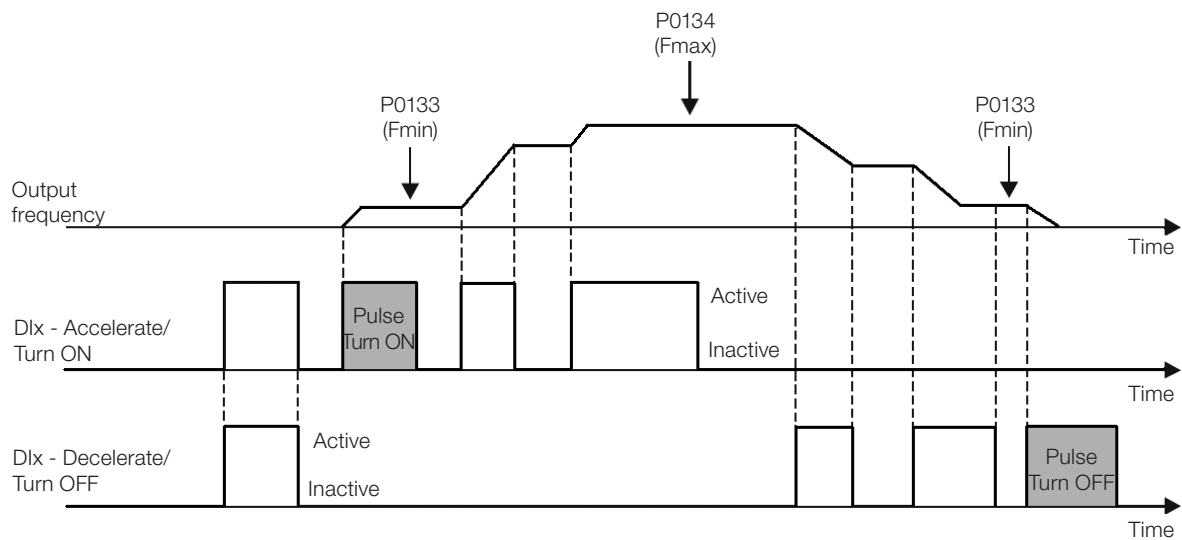 P0134
(Fmax)
P0133
(Fmin)
P0133
(Fmin)
Output
frequency
Time
DIx - Accelerate/
Turn ON
Pulse
Turn ON
Active
Inactive
Time
DIx - Decelerate/
Turn OFF
Active
Inactive
Pulse
Turn OFF
Time